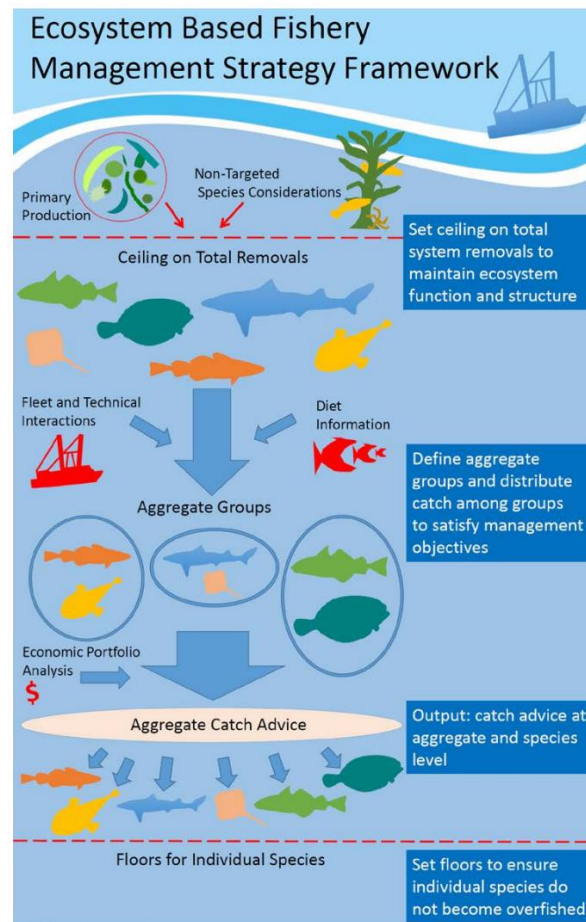 Ecosystem Based Fishery
Management Strategy Framework
Primary
Production
Non-Targeted
Species Considerations
Set ceiling on total
system removals to
maintain ecosystem
function and structure
Ceiling on Total Removals
Fleet and Technical
Interactions
Diet
Information
Define aggregate
groups and distribute
catch among groups
to satisfy management
objectives
Aggregate Groups
Economic Portfolio
Analysis
$
Aggregate Catch Advice
Output: catch advice at
aggregate and species
level
Floors for Individual Species
Set floors to ensure
individual species do
not become overfished